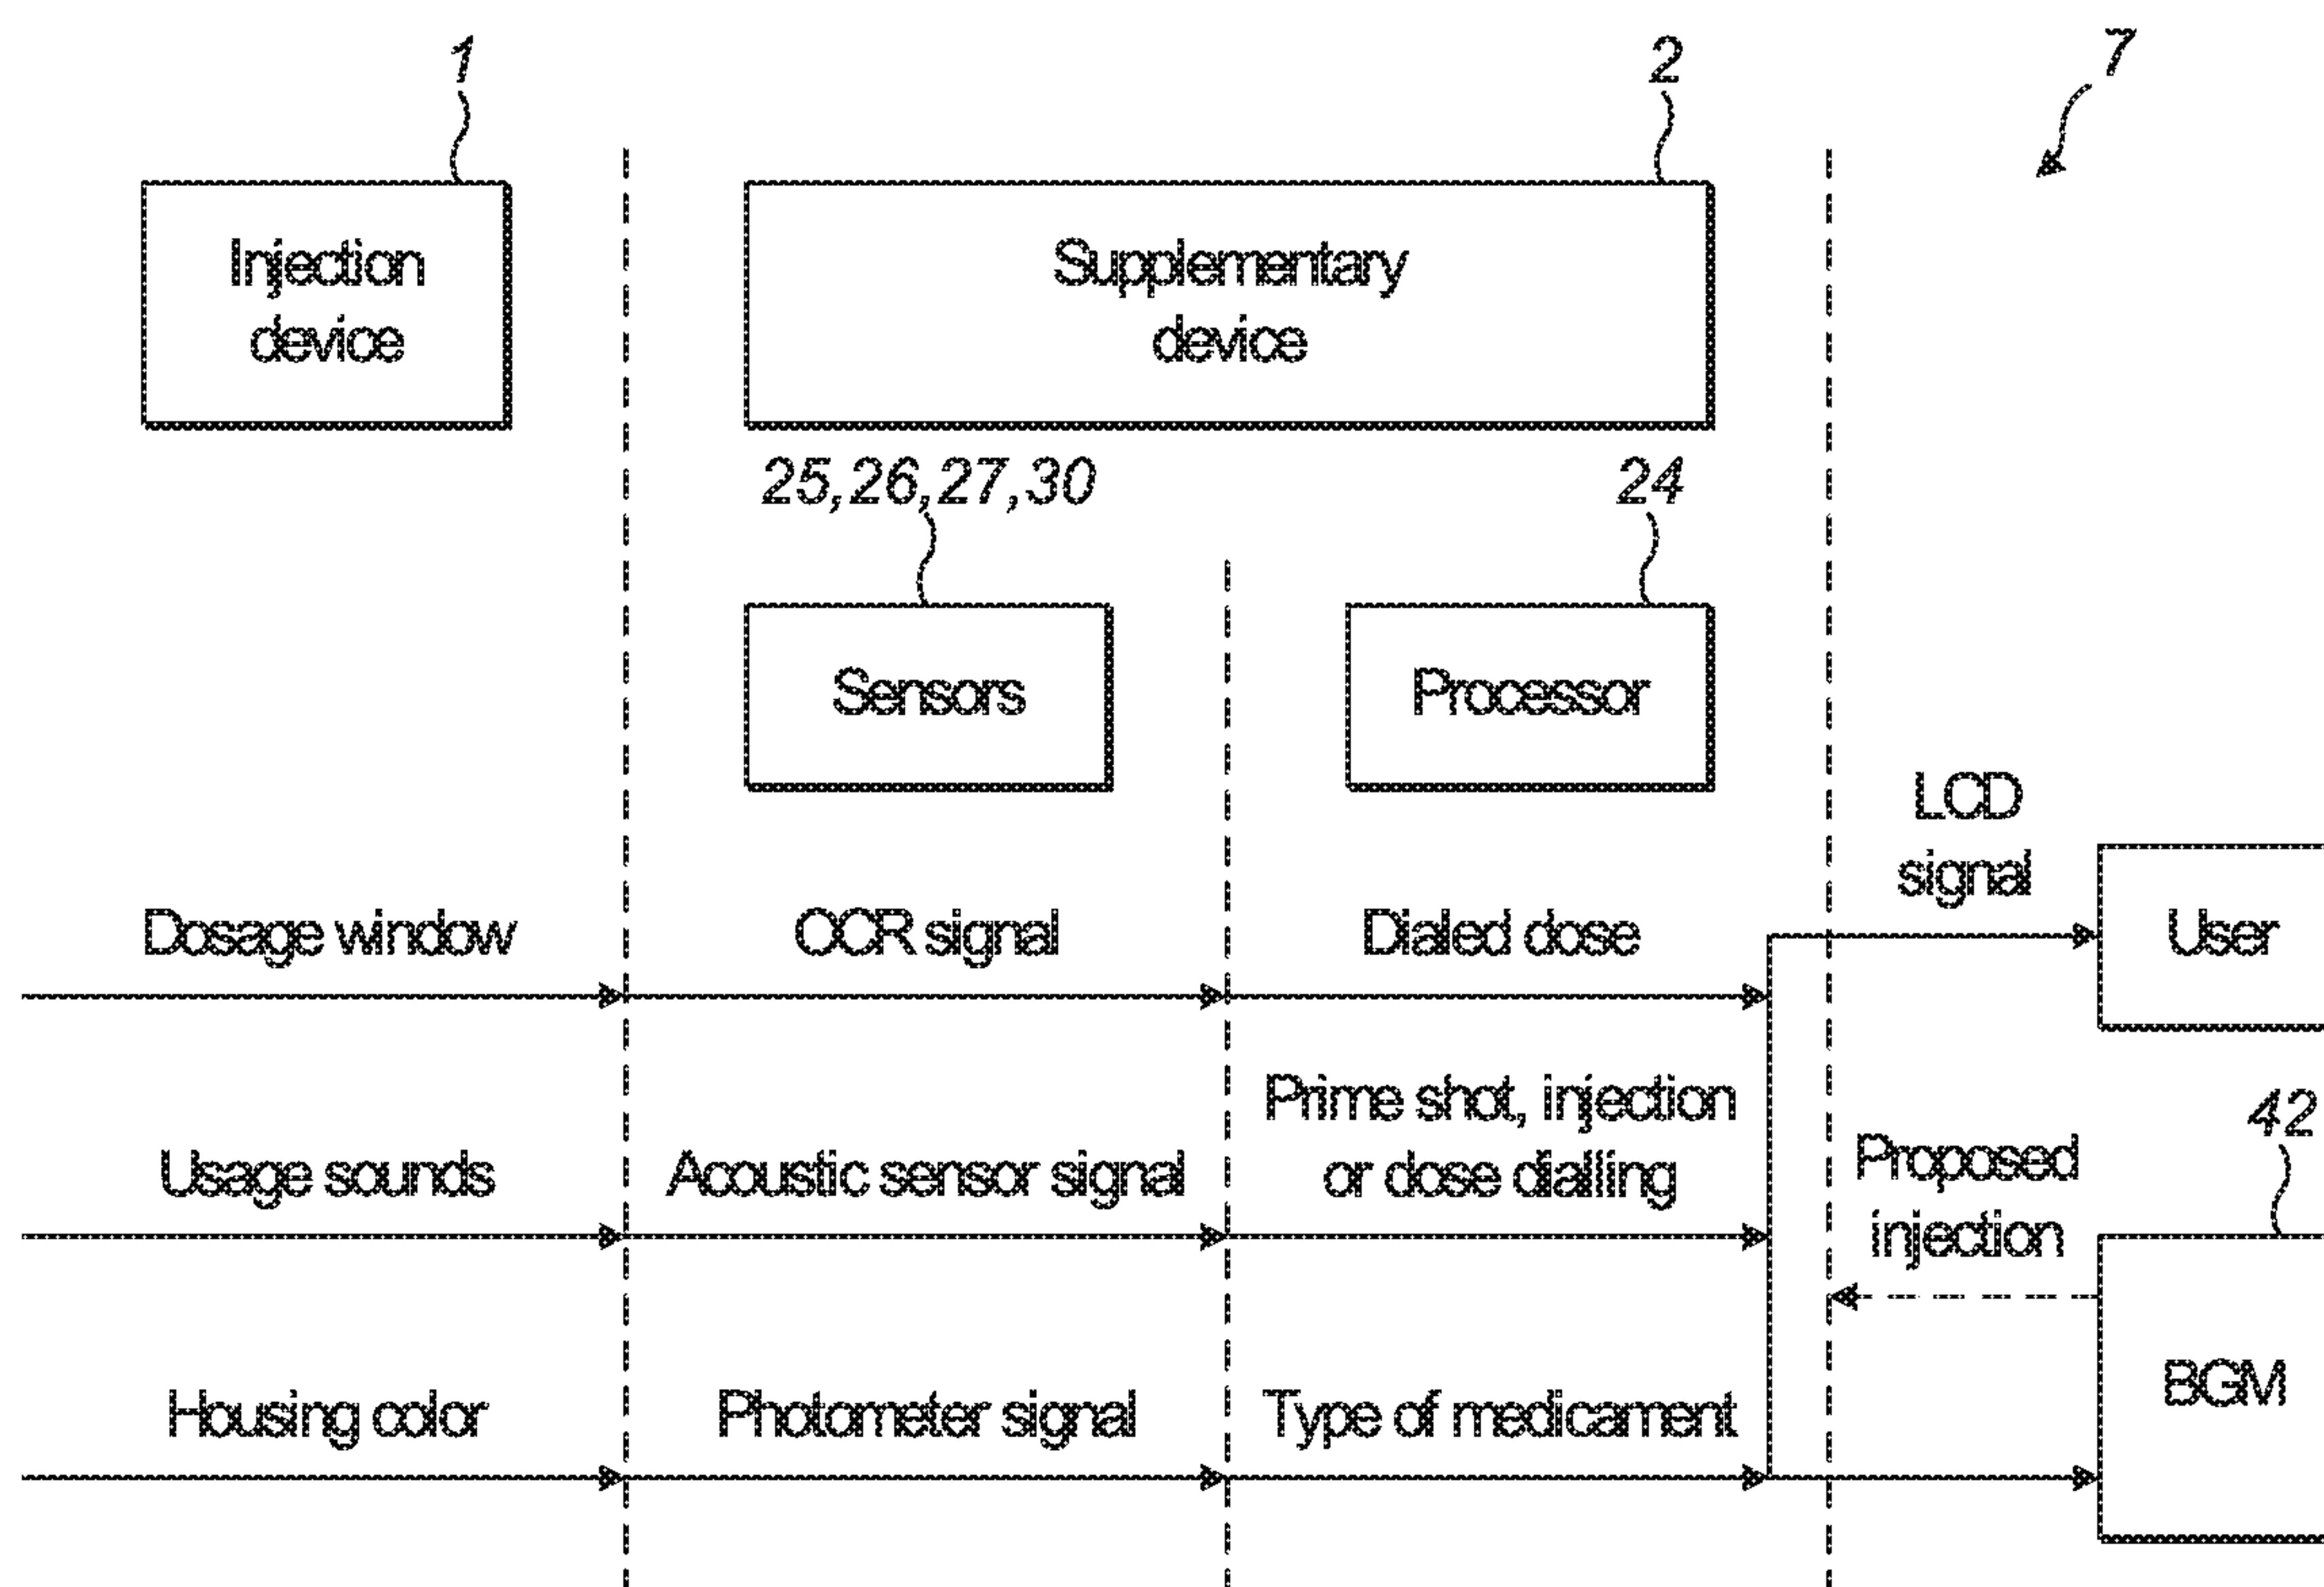 1
2
7
Injection
device
Supplementary
device
25,26,27,30
24
Sensors
Processor
LCD
signal
Dosage window
OCR signal
Dialed dose
User
Prime shot, injection
or dose dialling
Usage sounds
Acoustic sensor signal
Proposed
injection
42
Housing color
Photometer signal
Type of medicament
BGM